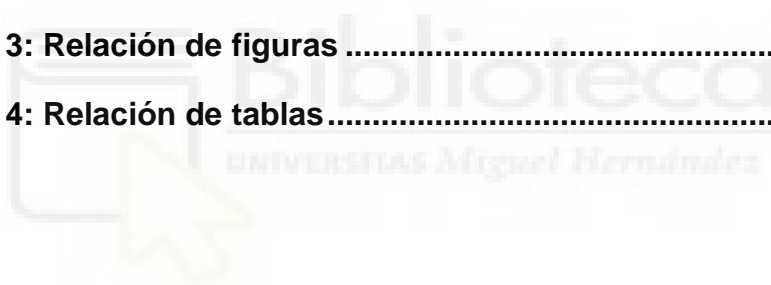 3: Relación de figuras ................................................
Biblioteca
4: Relación de tablas ..................................................
UNIVERSITAS Miguel Hernández